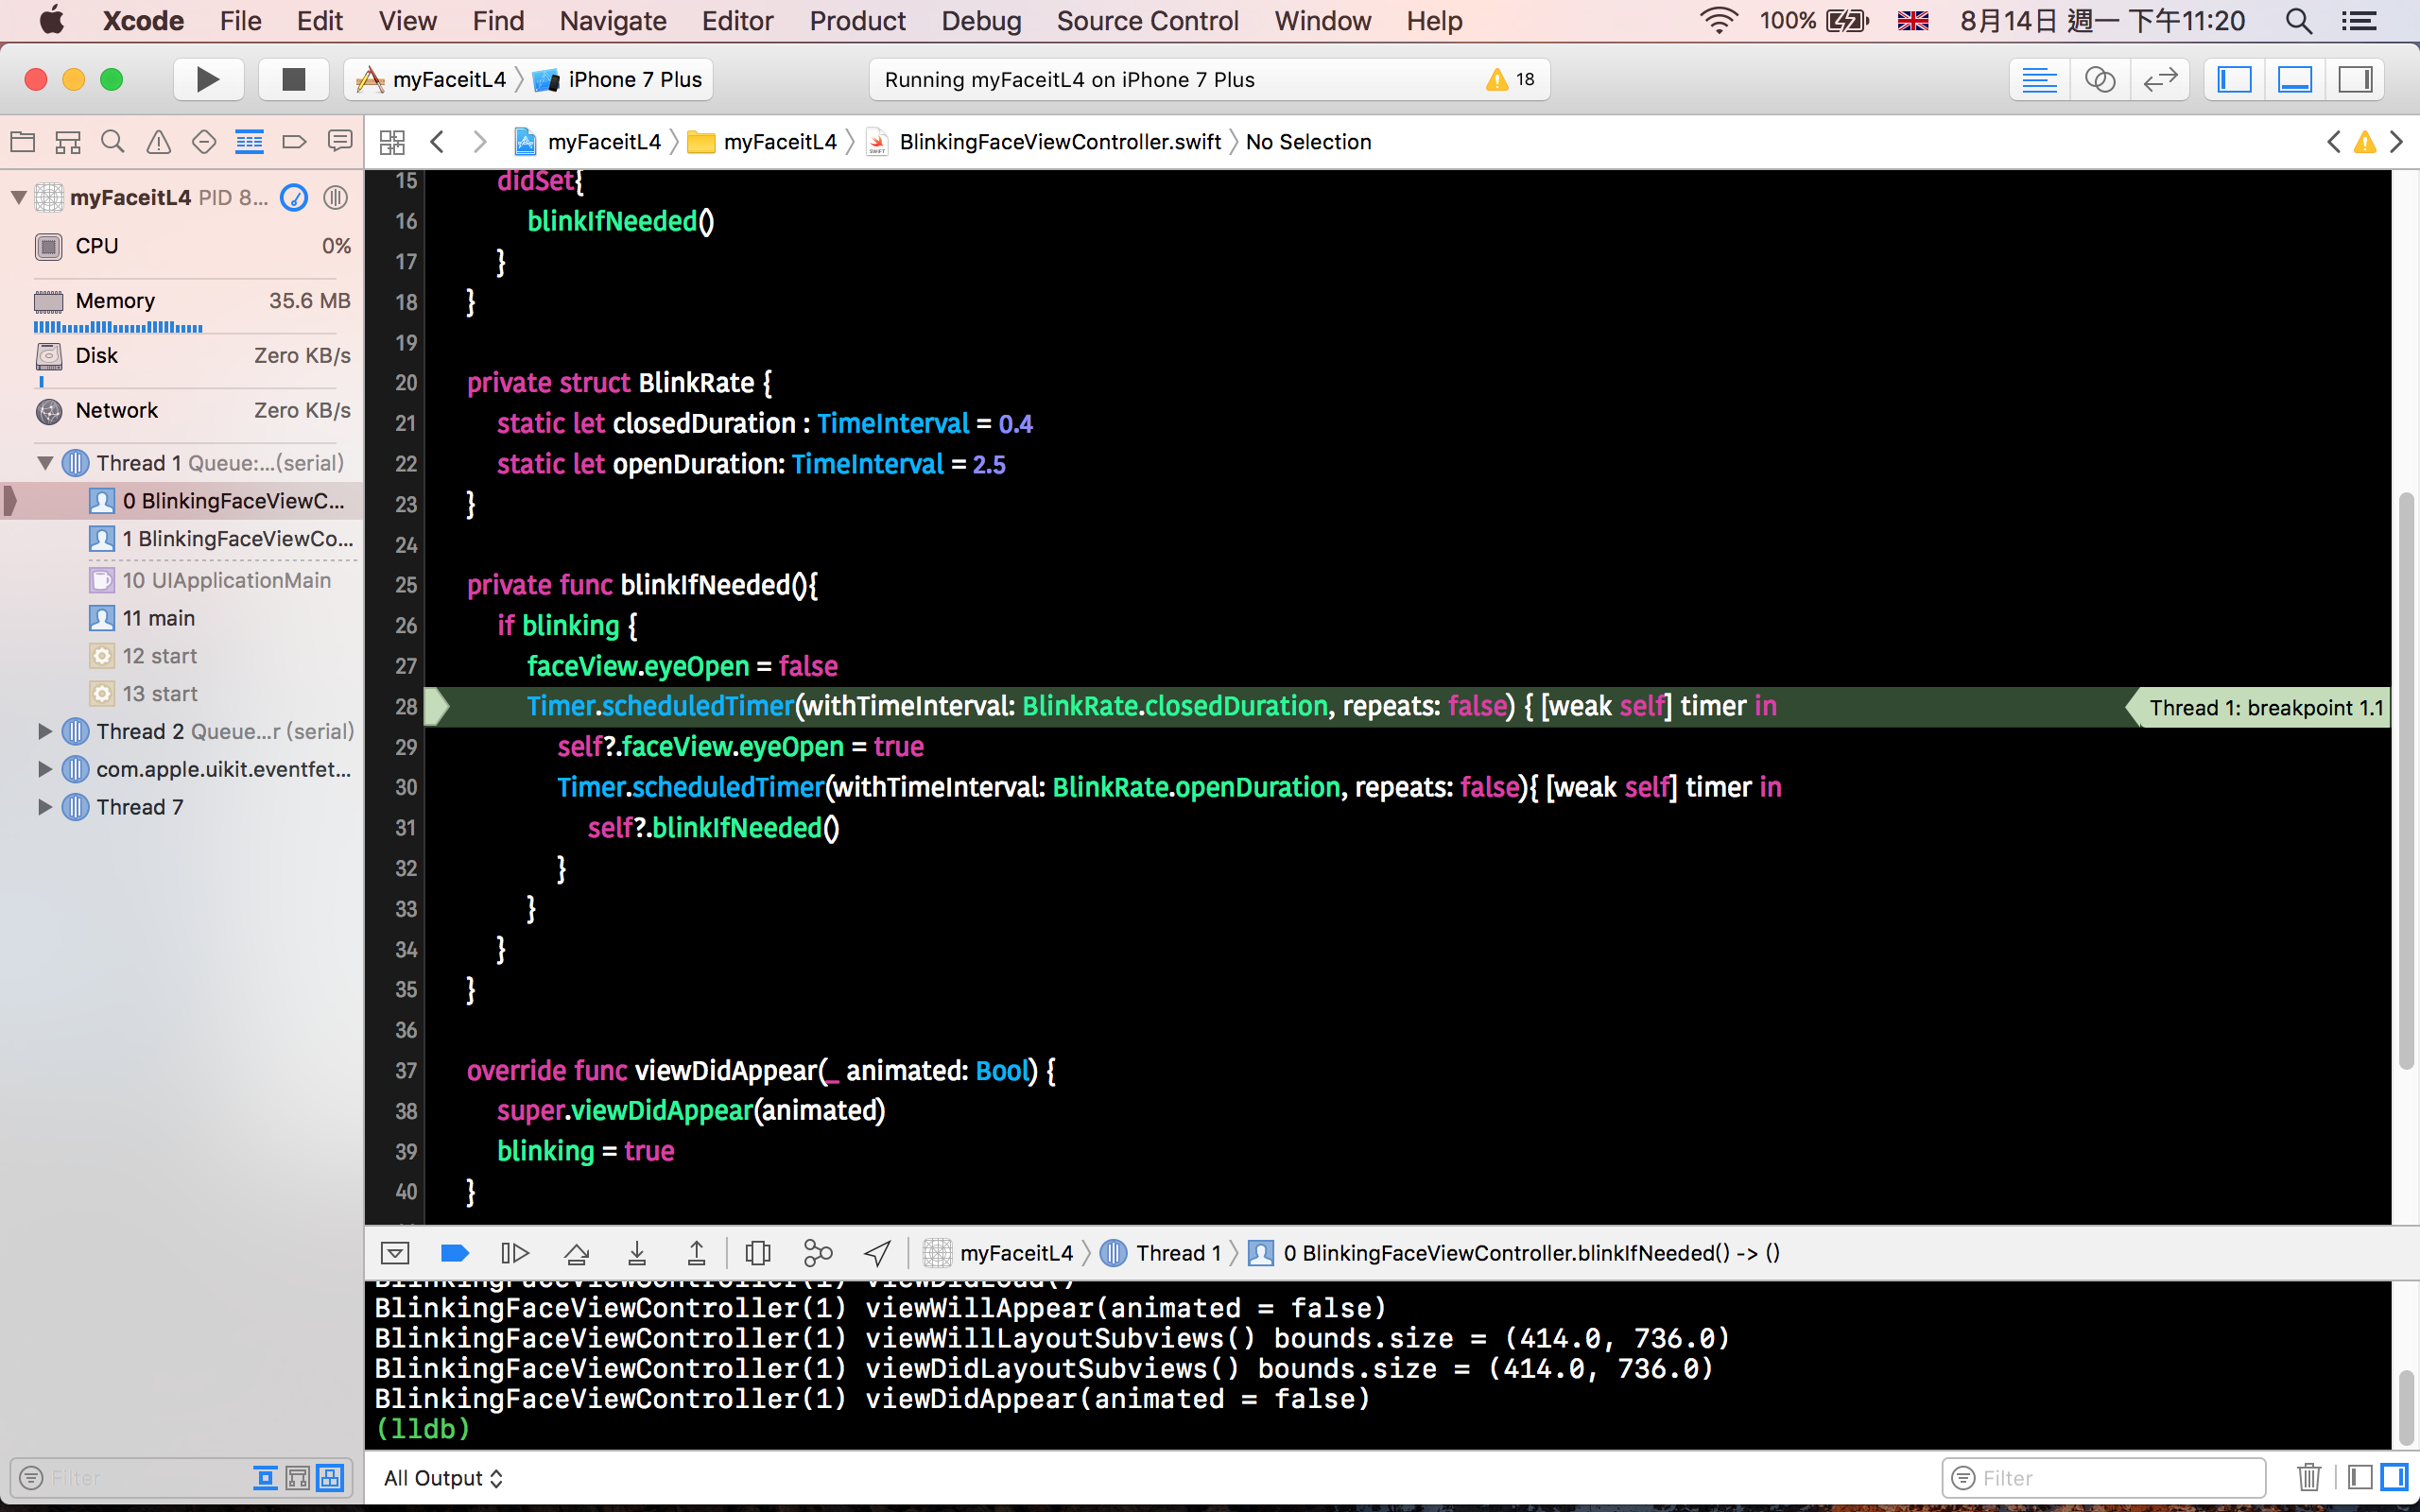 Xcode File Edit View Find Navigate Editor Product Debug Source Control Window Help 100% 8月14日 週一 下午11:20
myFaceitL4 iPhone 7 Plus Running myFaceitL4 on iPhone 7 Plus 18
myFaceitL4 myFaceitL4 BlinkingFaceViewController.swift No Selection
myFaceitL4 PID 8...
CPU 0%
Memory 35.6 MB
Disk Zero KB/s
Network Zero KB/s
Thread 1 Queue:...(serial)
0 BlinkingFaceViewC...
1 BlinkingFaceViewCo...
10 UIApplicationMain
11 main
12 start
13 start
Thread 2 Queue...r (serial)
com.apple.uikit.eventfet...
Thread 7
Filter
15 didSet{
16 blinkIfNeeded()
17 }
18 }
19
20 private struct BlinkRate {
21 static let closedDuration : TimeInterval = 0.4
22 static let openDuration: TimeInterval = 2.5
23 }
24
25 private func blinkIfNeeded(){
26 if blinking {
27 faceView.eyeOpen = false
28 Timer.scheduledTimer(withTimeInterval: BlinkRate.closedDuration, repeats: false) { [weak self] timer in Thread 1: breakpoint 1.1
29 self?.faceView.eyeOpen = true
30 Timer.scheduledTimer(withTimeInterval: BlinkRate.openDuration, repeats: false){ [weak self] timer in
31 self?.blinkIfNeeded()
32 }
33 }
34 }
35 }
36
37 override func viewDidAppear(_ animated: Bool) {
38 super.viewDidAppear(animated)
39 blinking = true
40 }
myFaceitL4 Thread 1 0 BlinkingFaceViewController.blinkIfNeeded() -> ()
BlinkingFaceViewController(1) viewDidLoad()
BlinkingFaceViewController(1) viewWillAppear(animated = false)
BlinkingFaceViewController(1) viewWillLayoutSubviews() bounds.size = (414.0, 736.0)
BlinkingFaceViewController(1) viewDidLayoutSubviews() bounds.size = (414.0, 736.0)
BlinkingFaceViewController(1) viewDidAppear(animated = false)
(lldb)
All Output Filter